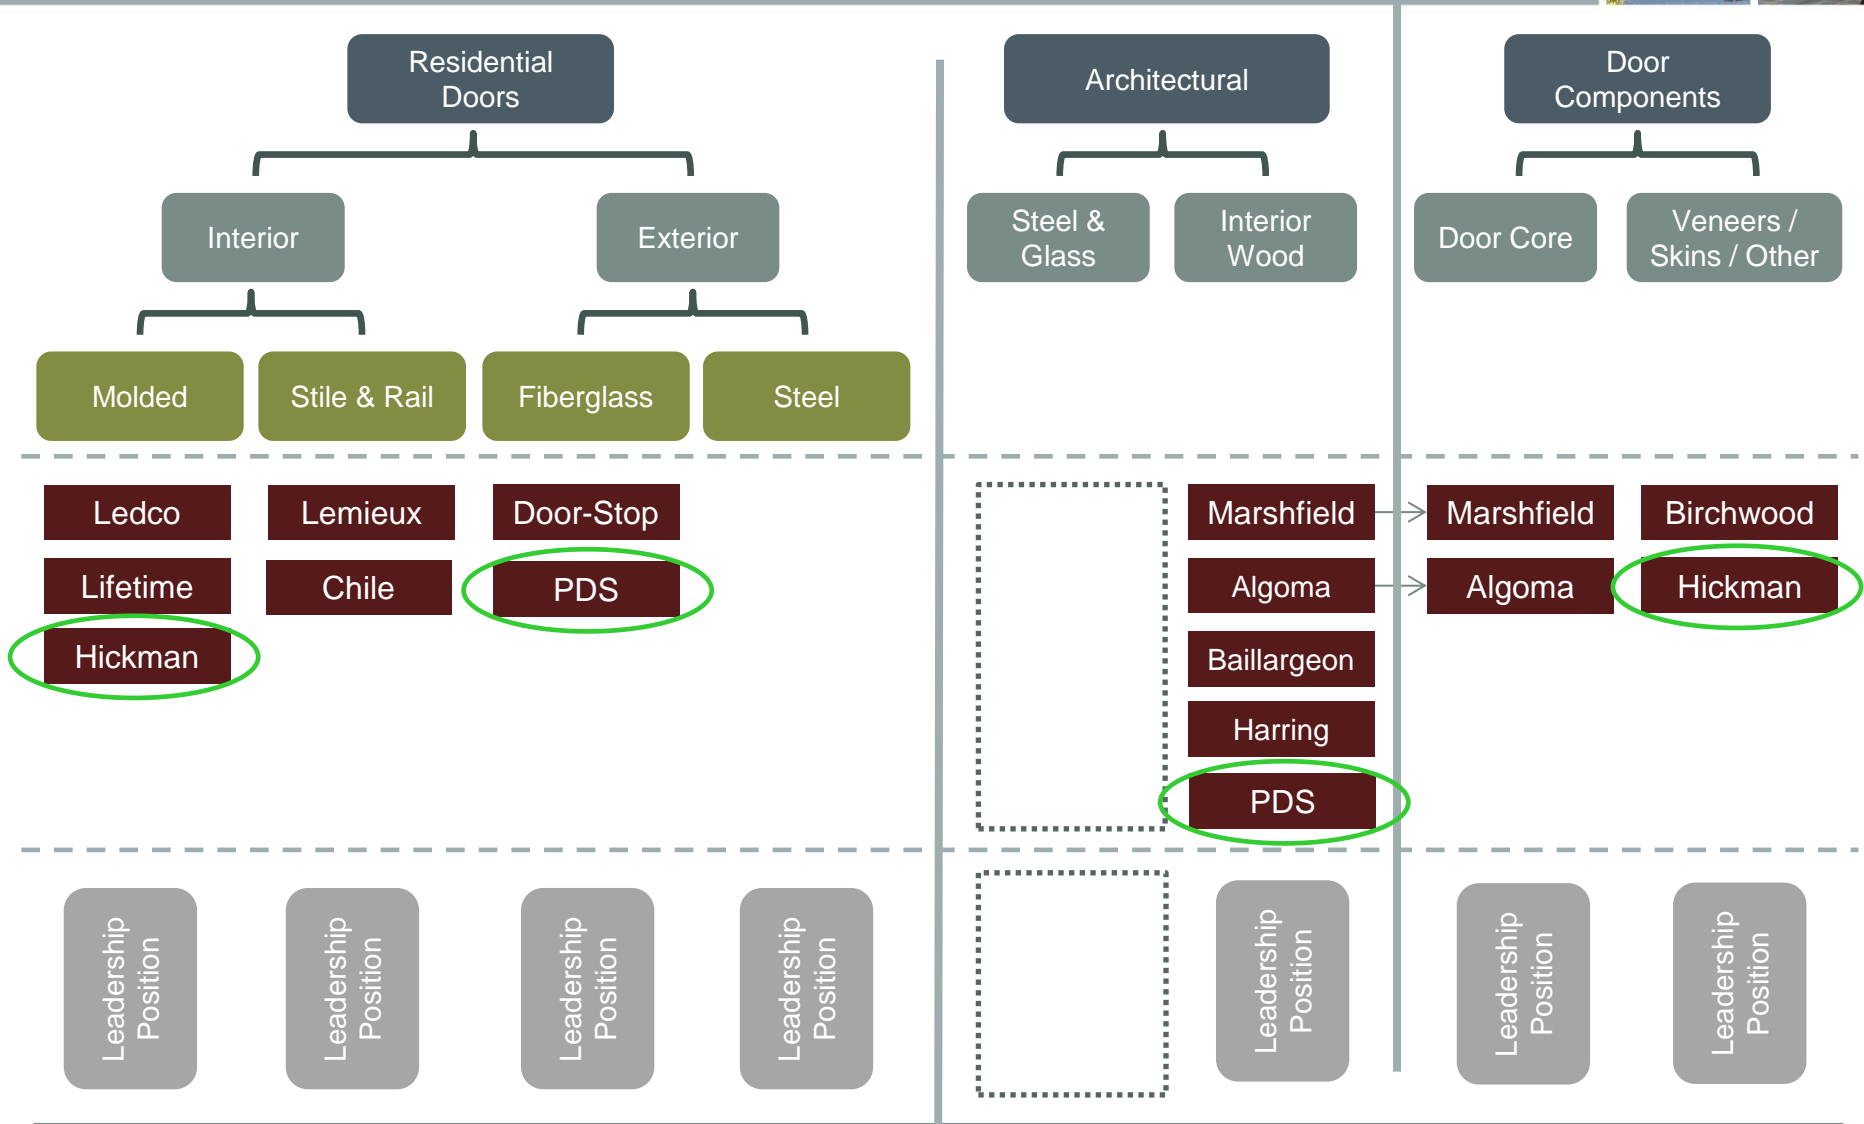 Residential
Doors
Architectural
Door
Components
Interior
Exterior
Steel &
Glass
Interior
Wood
Door Core
Veneers /
Skins / Other
Molded
Stile & Rail
Fiberglass
Steel
Ledco
Lemieux
Door-Stop
Marshfield
Marshfield
Birchwood
Lifetime
Chile
PDS
Algoma
Algoma
Hickman
Hickman
Baillargeon
Harring
PDS
Leadership
Position
Leadership
Position
Leadership
Position
Leadership
Position
Leadership
Position
Leadership
Position
Leadership
Position